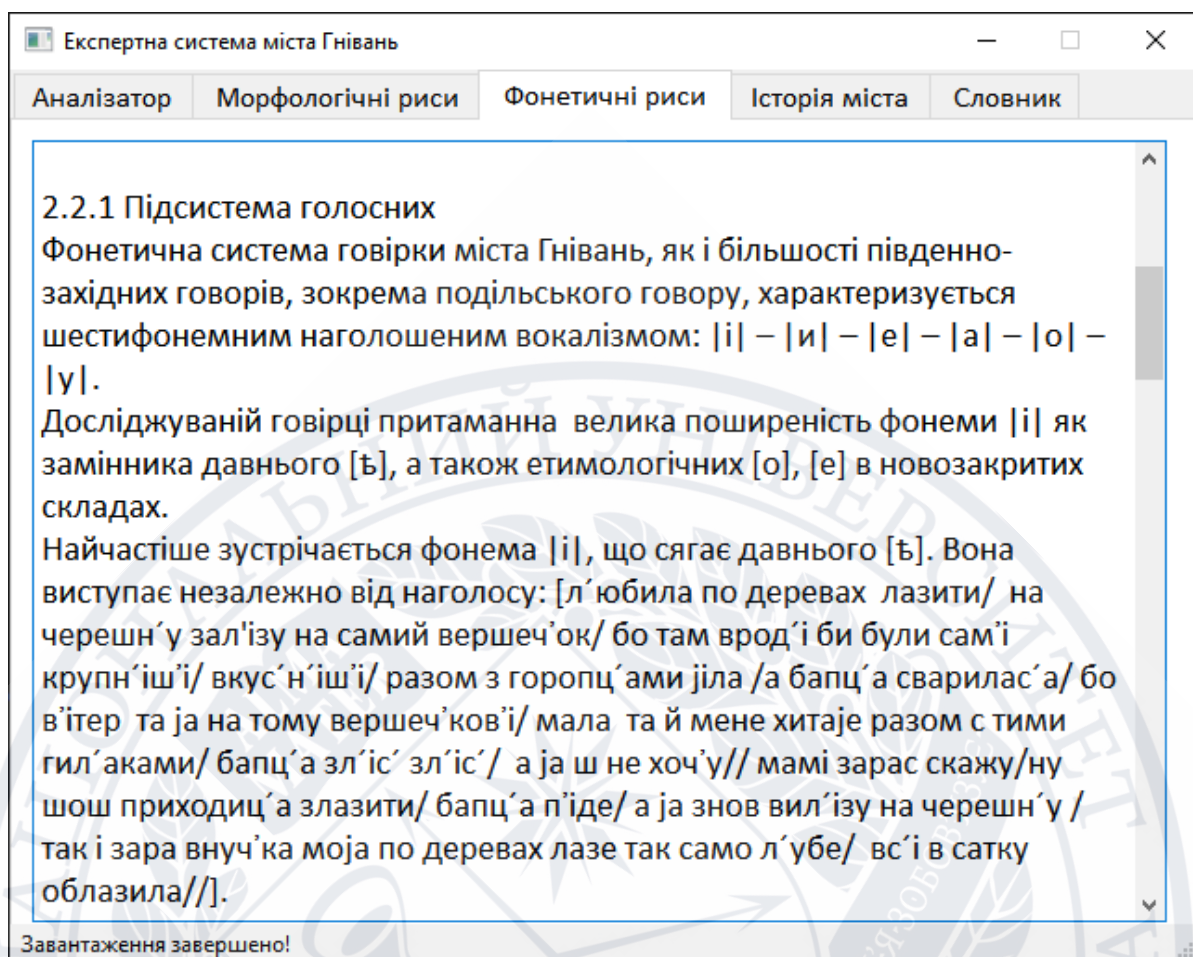 Експертна система міста Гнівань
Аналізатор Морфологічні риси Фонетичні риси Історія міста Словник
2.2.1 Підсистема голосних
Фонетична система говірки міста Гнівань, як і більшості південно-
західних говорів, зокрема подільського говору, характеризується
шестифонемним наголошеним вокалізмом: |і| – |и| – |е| – |а| – |о| –
|у|.
Досліджуваній говірці притаманна  велика поширеність фонеми |і| як
замінника давнього [ѣ], а також етимологічних [о], [е] в новозакритих
складах.
Найчастіше зустрічається фонема |і|, що сягає давнього [ѣ]. Вона
виступає незалежно від наголосу: [л´юбила по деревах  лазити/  на
черешн´у зал'ізу на самий вершеч᾽ок/ бо там врод´і би були сам᾽і
крупн´іш᾽і/ вкус´н´іш᾽і/ разом з горопц´ами јіла /а бапц´а сварилас´а/ бо
в᾽ітер  та ја на тому вершеч᾽ков᾽і/ мала  та й мене хитаје разом с тими
гил´аками/ бапц´а зл´іс´ зл´іс´/  а ја ш не хоч᾽у// мамі зарас скажу/ну
шош приходиц´а злазити/ бапц´а п᾽іде/ а ја знов вил´ізу на черешн´у /
так і зара внуч᾽ка моја по деревах лазе так само л´убе/  вс´і в сатку
облазила//].
Завантаження завершено!